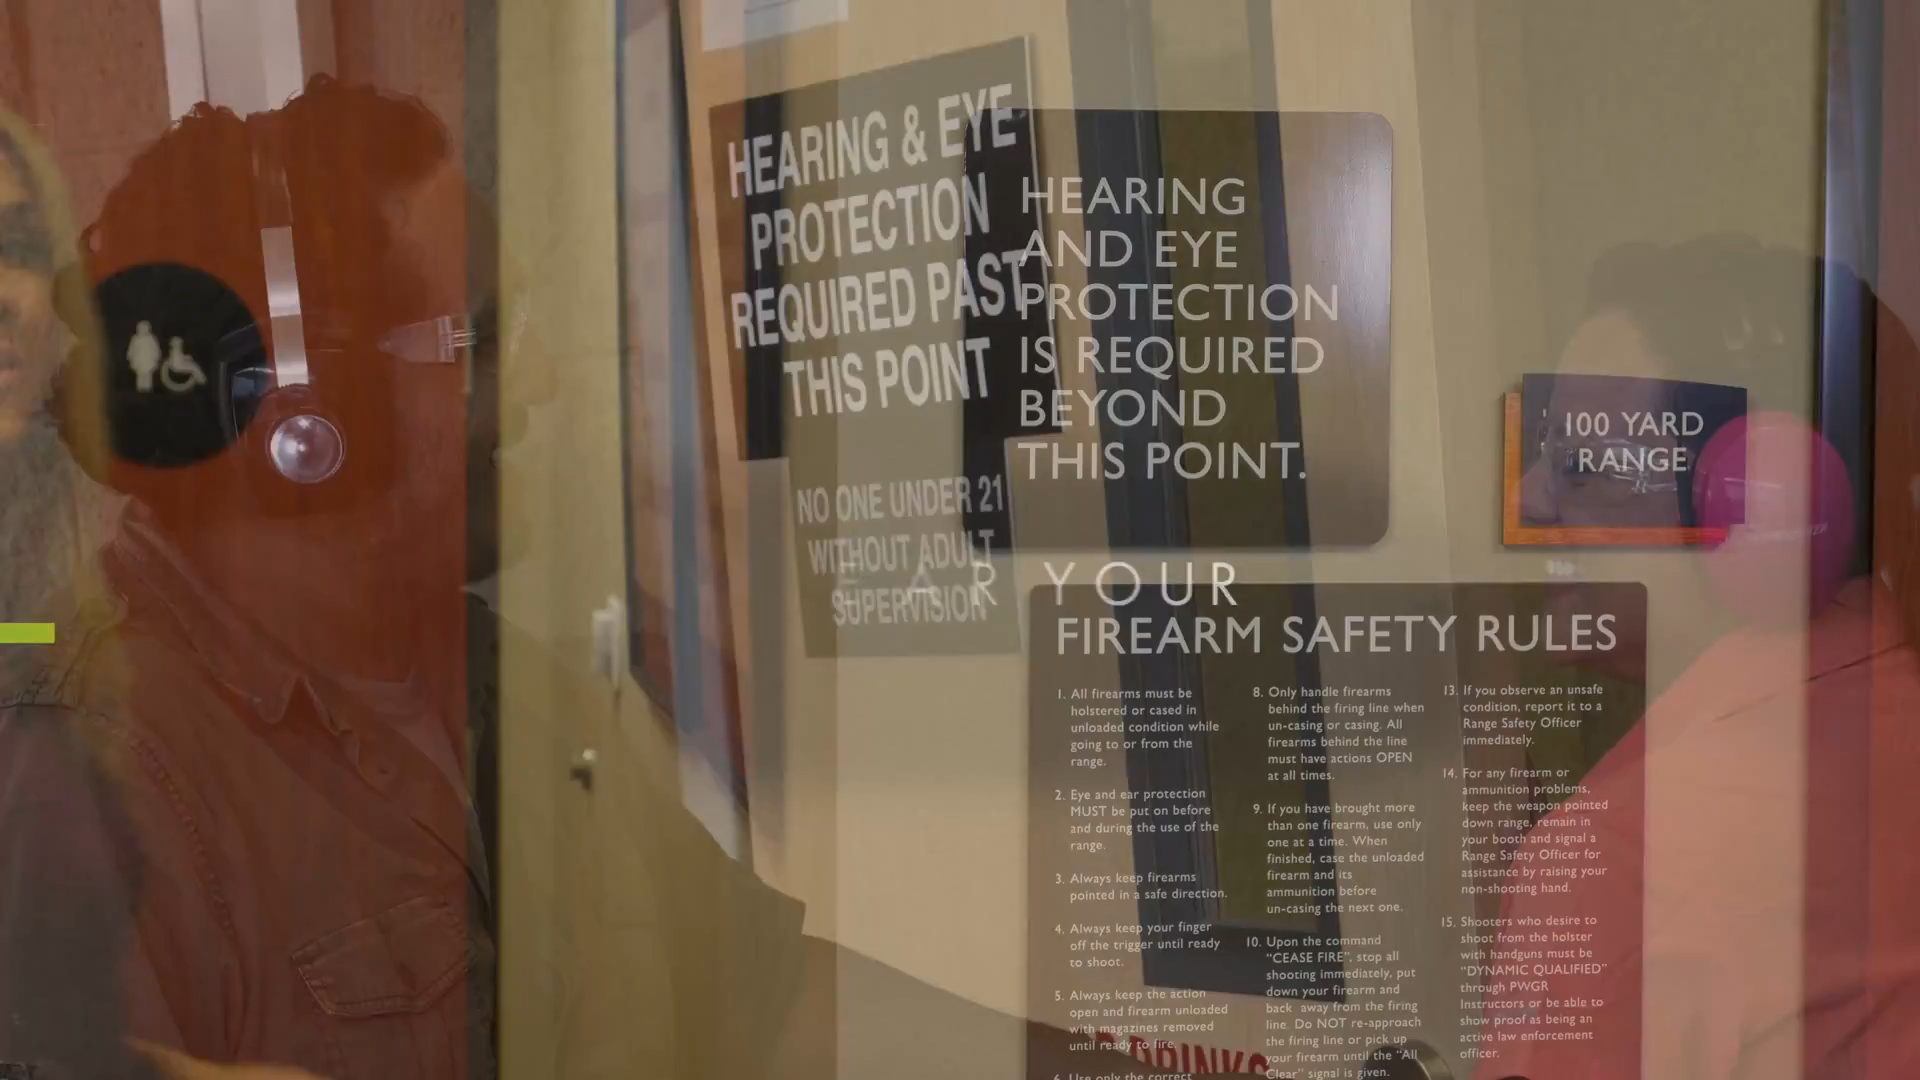 HEARING & EYE
PROTECTION
REQUIRED PAST
THIS POINT
NO ONE UNDER 21
WITHOUT ADULT
SUPERVISION
HEARING
AND EYE
PROTECTION
IS REQUIRED
BEYOND
THIS POINT.
100 YARD
RANGE
EAR YOUR
FIREARM SAFETY RULES
1. All firearms must be
holstered or cased in
unloaded condition while
going to or from the
range.
2. Eye and ear protection
MUST be put on before
and during the use of the
range.
3. Always keep firearms
pointed in a safe direction.
4. Always keep your finger
off the trigger until ready
to shoot.
5. Always keep the action
open and firearm unloaded
with magazines removed
until ready to fire.
6. Use only the correct
8. Only handle firearms
behind the firing line when
un-casing or casing. All
firearms behind the line
must have actions OPEN
at all times.
9. If you have brought more
than one firearm, use only
one at a time. When
finished, case the unloaded
firearm and its
ammunition before
un-casing the next one.
10. Upon the command
"CEASE FIRE", stop all
shooting immediately, put
down your firearm and
back away from the firing
line. Do NOT re-approach
the firing line or pick up
your firearm until the "All
Clear" signal is given.
13. If you observe an unsafe
condition, report it to a
Range Safety Officer
immediately.
14. For any firearm or
ammunition problems,
keep the weapon pointed
down range, remain in
your booth and signal a
Range Safety Officer for
assistance by raising your
non-shooting hand.
15. Shooters who desire to
shoot from the holster
with handguns must be
"DYNAMIC QUALIFIED"
through PWGR
Instructors or be able to
show proof as being an
active law enforcement
officer.
DRINKS